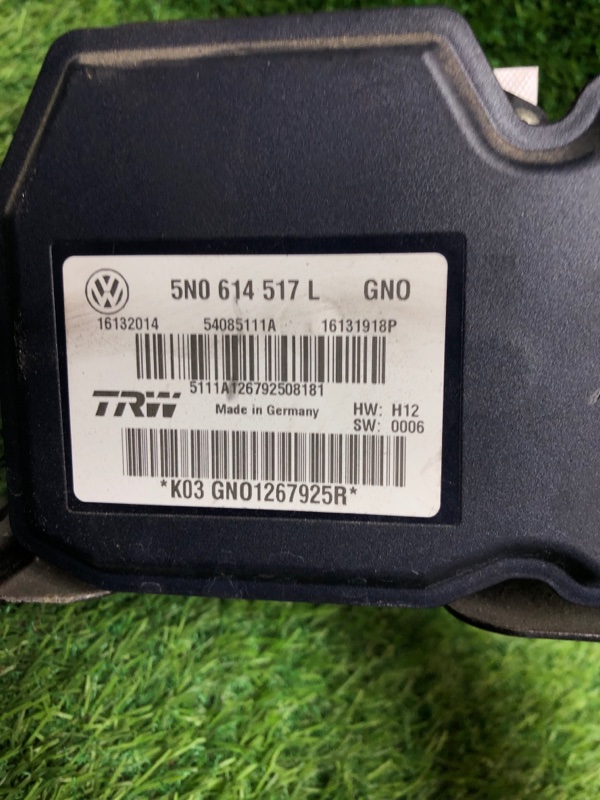 5N0 614 517 L GNO
16132014 54085111A 16131918P
5111A126792508181
TRW Made in Germany HW: H12
SW: 0006
*K03 GNO1267925R*